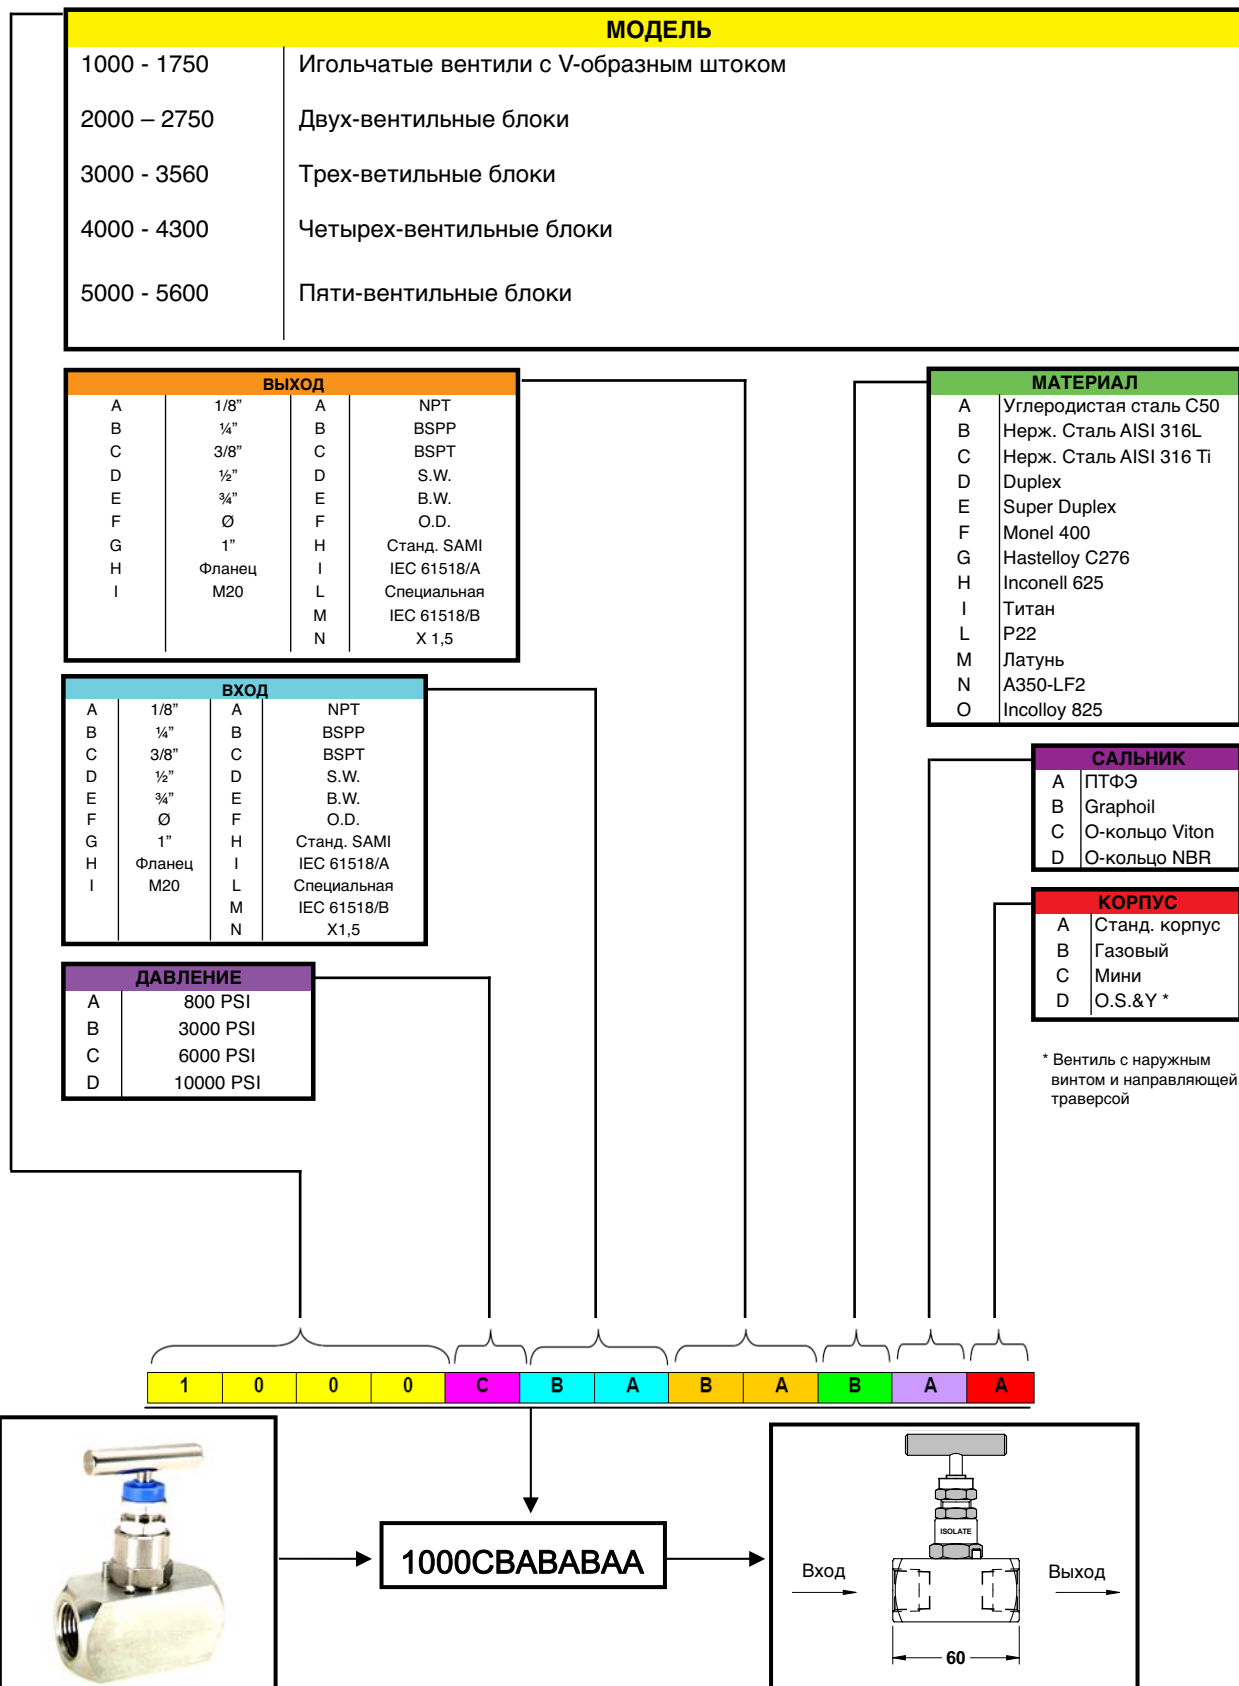 МОДЕЛЬ
1000 - 1750 Игольчатые вентили с V-образным штоком
2000 – 2750 Двух-вентильные блоки
3000 - 3560 Трех-ветильные блоки
4000 - 4300 Четырех-вентильные блоки
5000 - 5600 Пяти-вентильные блоки
ВЫХОД
A 1/8” A NPT
B ¼” B BSPP
C 3/8” C BSPT
D ½” D S.W.
E ¾” E B.W.
F Ø F O.D.
G 1” H Станд. SAMI
H Фланец I IEC 61518/A
I M20 L Специальная
M IEC 61518/B
N X 1,5
МАТЕРИАЛ
A Углеродистая сталь C50
B Нерж. Сталь AISI 316L
C Нерж. Сталь AISI 316 Ti
D Duplex
E Super Duplex
F Monel 400
G Hastelloy C276
H Inconell 625
I Титан
L P22
M Латунь
N A350-LF2
O Incolloy 825
ВХОД
A 1/8” A NPT
B ¼” B BSPP
C 3/8” C BSPT
D ½” D S.W.
E ¾” E B.W.
F Ø F O.D.
G 1” H Станд. SAMI
H Фланец I IEC 61518/A
I M20 L Специальная
M IEC 61518/B
N X1,5
САЛЬНИК
A ПТФЭ
B Graphoil
C О-кольцо Viton
D О-кольцо NBR
КОРПУС
A Станд. корпус
B Газовый
C Мини
D O.S.&Y *
ДАВЛЕНИЕ
A 800 PSI
B 3000 PSI
C 6000 PSI
D 10000 PSI
* Вентиль с наружным
винтом и направляющей
траверсой
1 0 0 0 C B A B A B A A
1000CBABABAA
ISOLATE
Вход
Выход
60